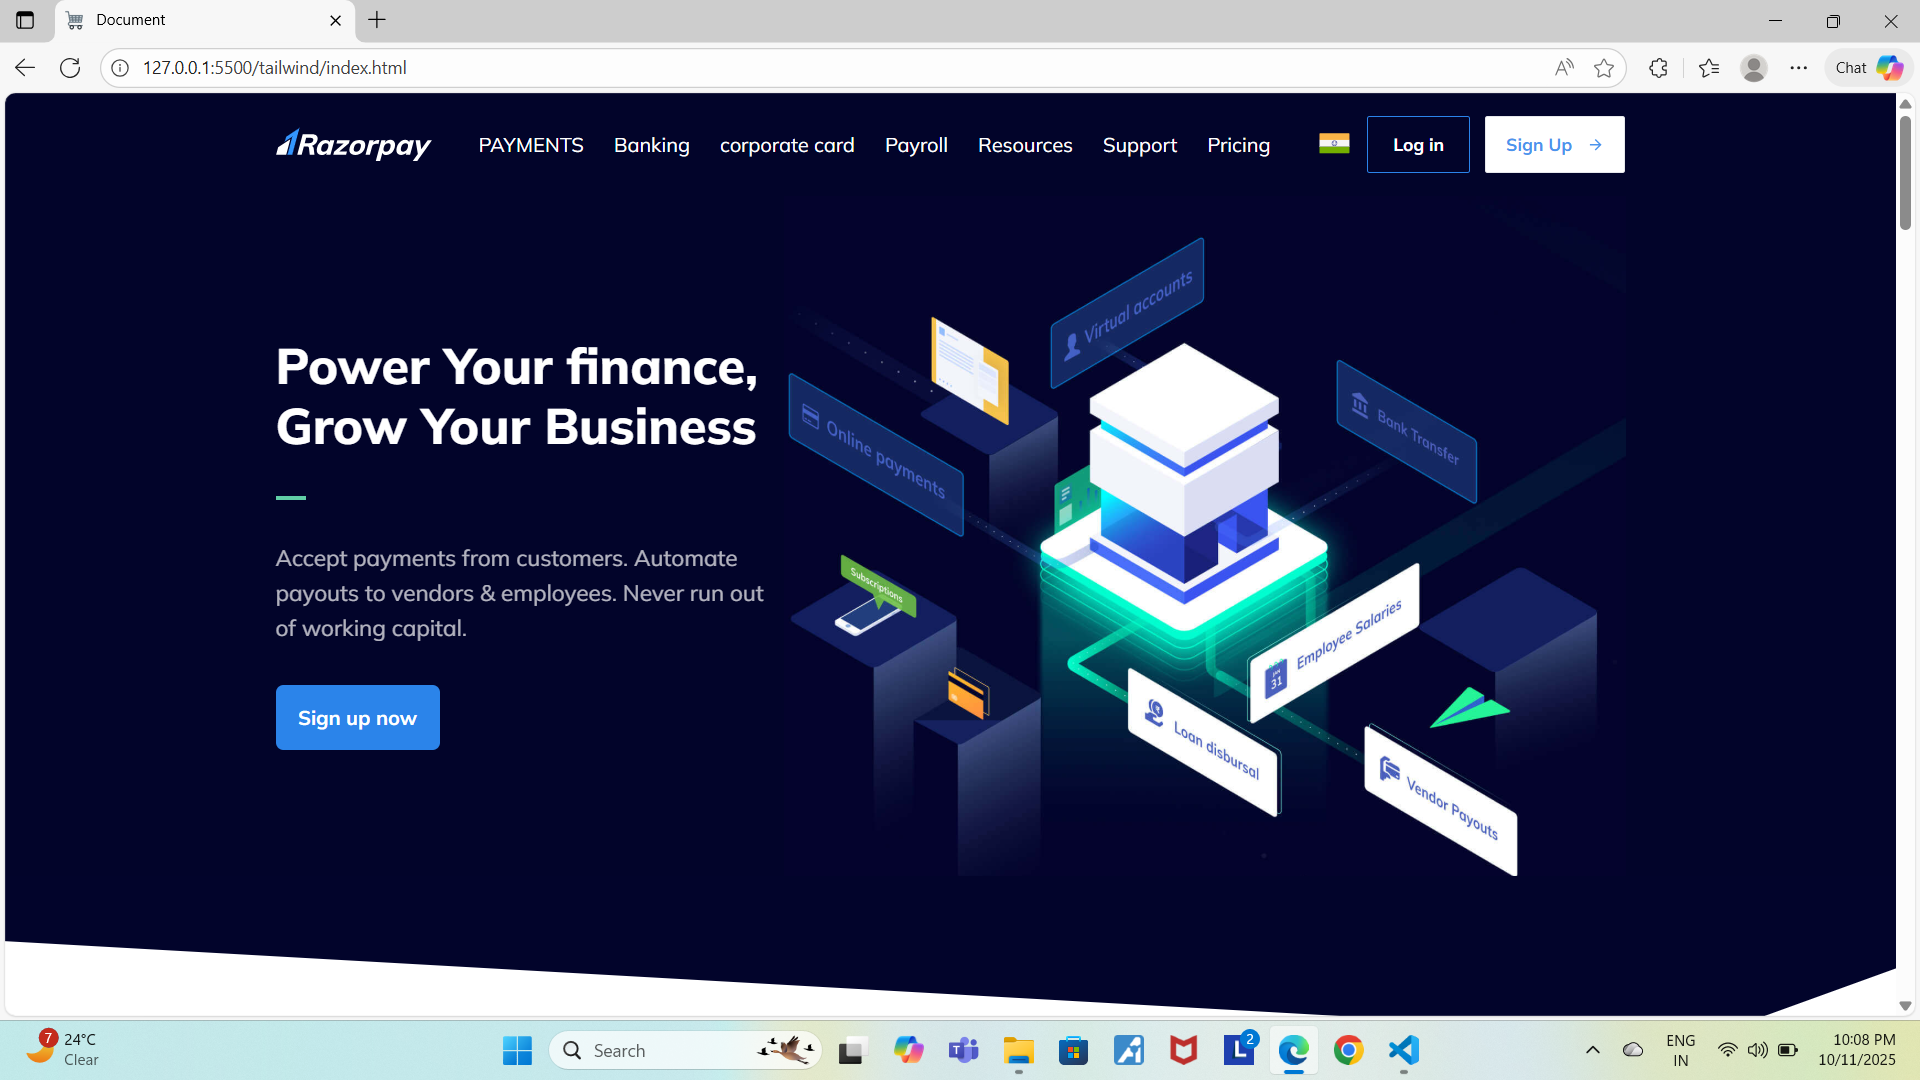 Document
127.0.0.1:5500/tailwind/index.html
Chat
Razorpay
PAYMENTS
Banking
corporate card
Payroll
Resources
Support
Pricing
Log in
Sign Up
Power Your finance,
Grow Your Business
Accept payments from customers. Automate
payouts to vendors & employees. Never run out
of working capital.
Sign up now
Virtual accounts
Online payments
Bank Transfer
Subscriptions
Employee Salaries
31
Loan disbursal
Vendor Payouts
7
24°C
Clear
Search
2
ENG
IN
10:08 PM
10/11/2025